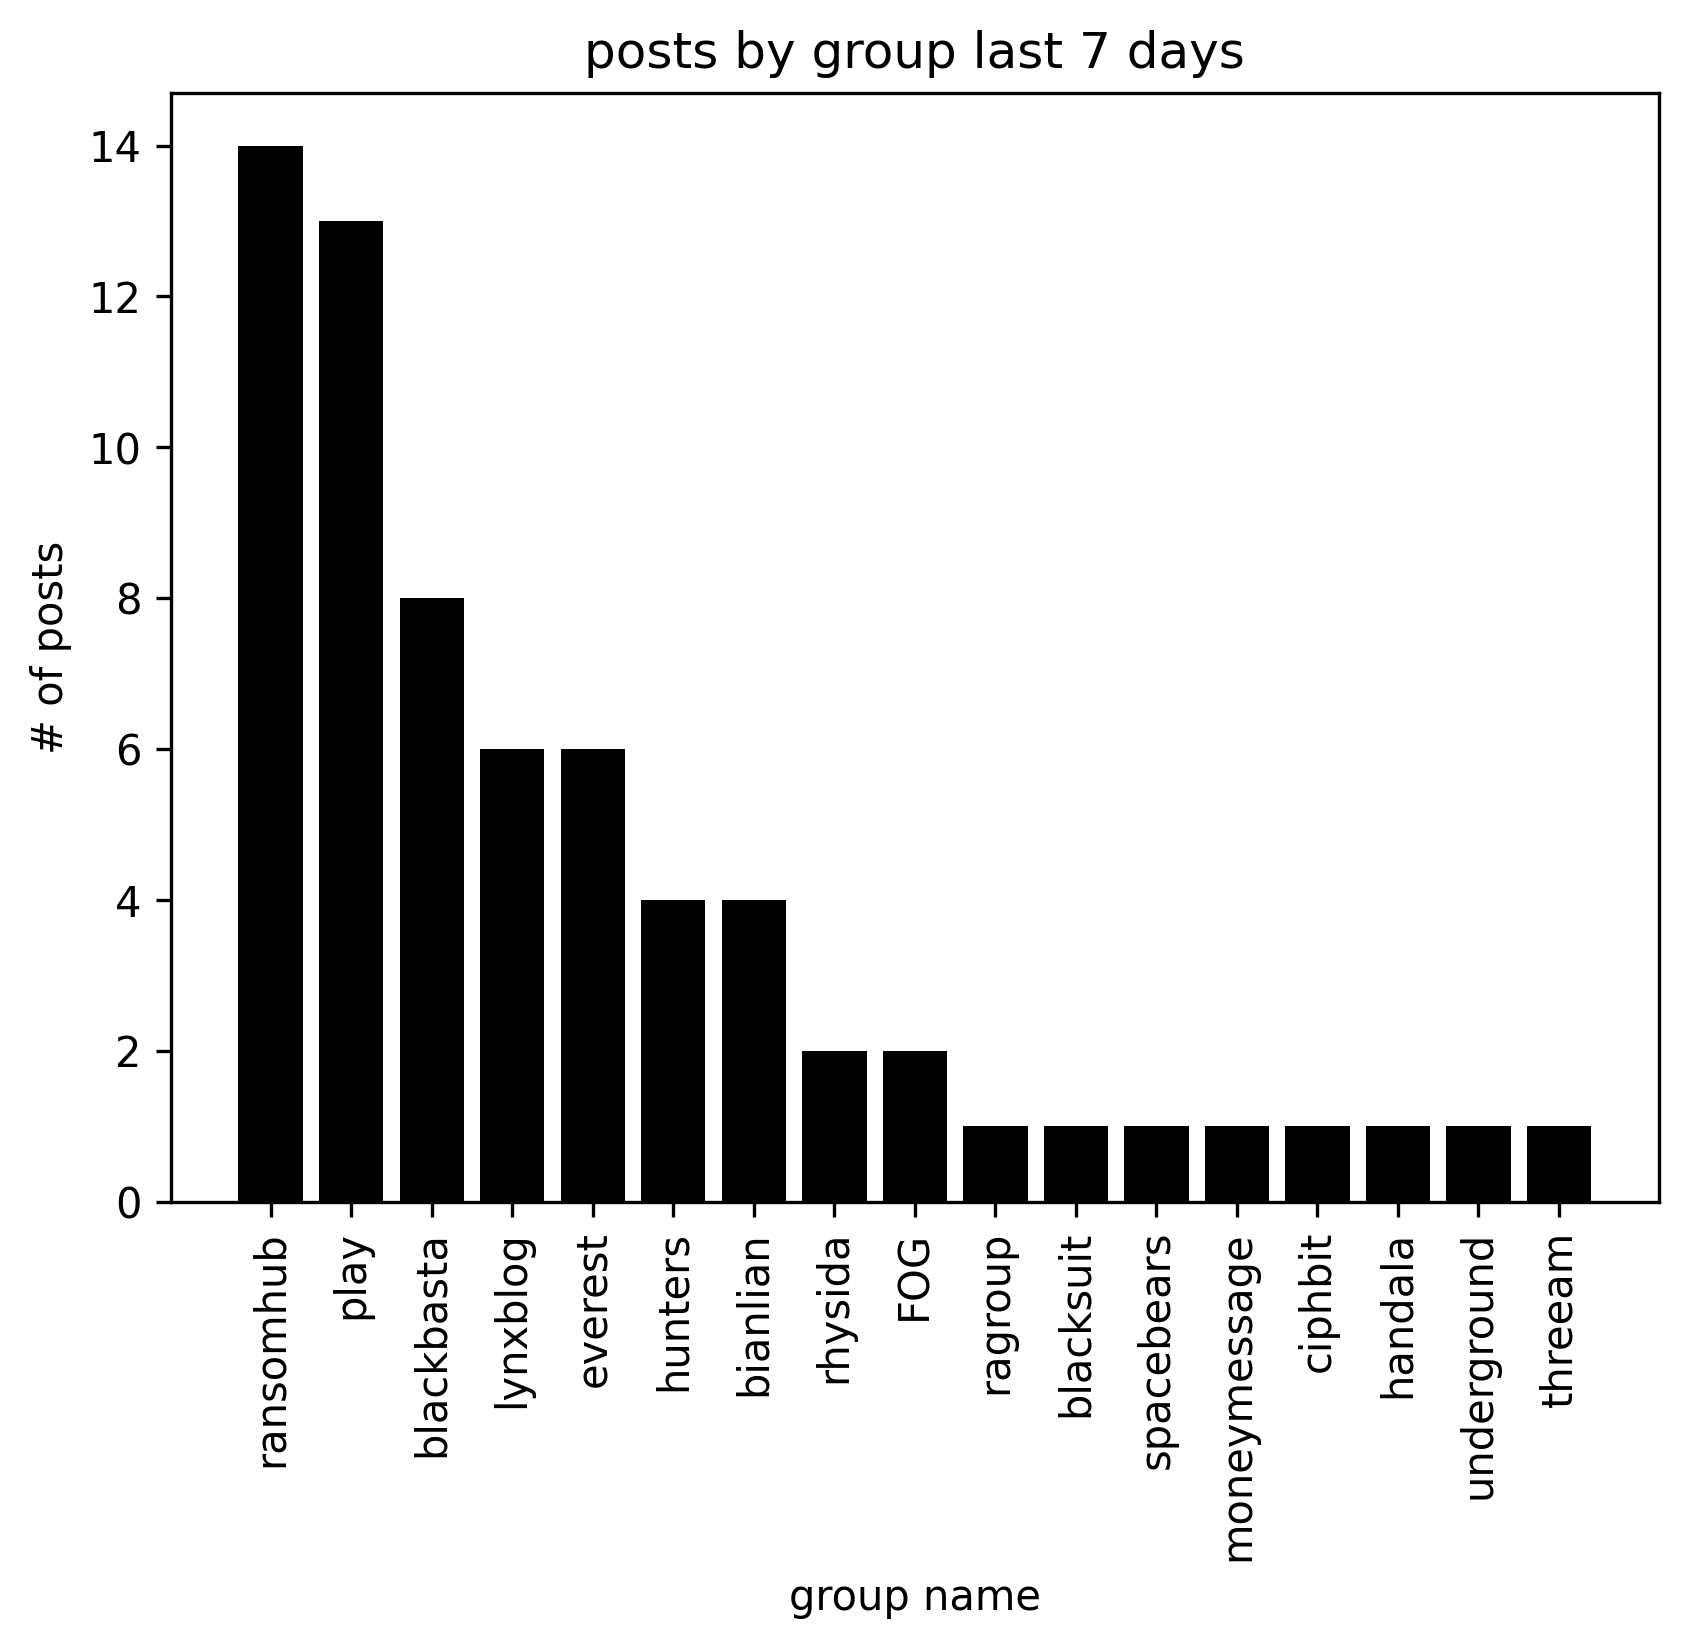 posts by group last 7 days
14
12
10
8
6
4
2
0
# of posts
ransomhub
play
blackbasta
lynxblog
everest
hunters
bianlian
rhysida
FOG
ragroup
blacksuit
spacebears
moneymessage
ciphbit
handala
underground
threeam
group name